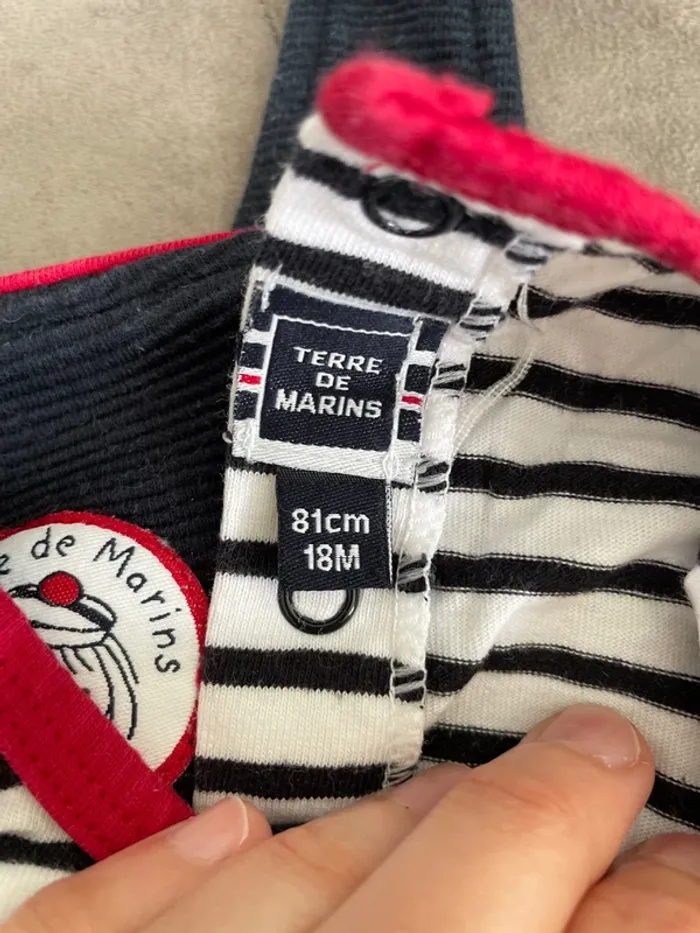 TERRE
DE
MARINS
81cm
18M
de Marins